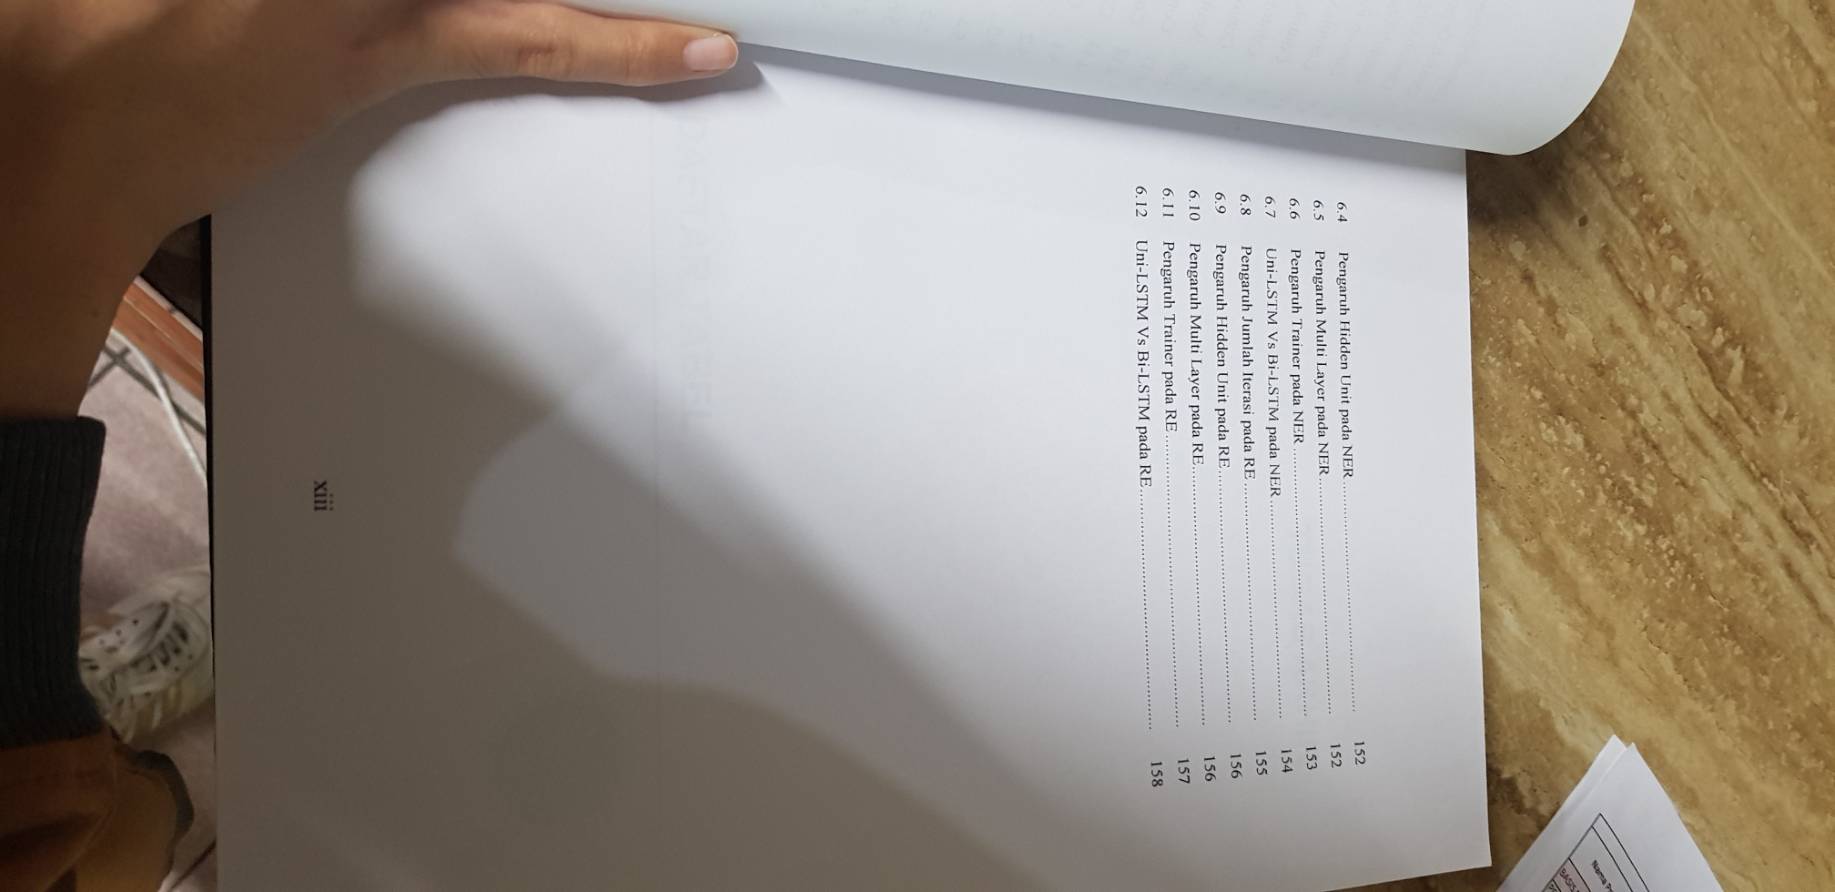 6.4 Pengaruh Hidden Unit pada NER 152
6.5 Pengaruh Multi Layer pada NER 152
6.6 Pengaruh Trainer pada NER 153
6.7 Uni-LSTM Vs Bi-LSTM pada NER 154
6.8 Pengaruh Jumlah Iterasi pada RE 155
6.9 Pengaruh Hidden Unit pada RE 156
6.10 Pengaruh Multi Layer pada RE 156
6.11 Pengaruh Trainer pada RE 157
6.12 Uni-LSTM Vs Bi-LSTM pada RE 158
xiii
Nama